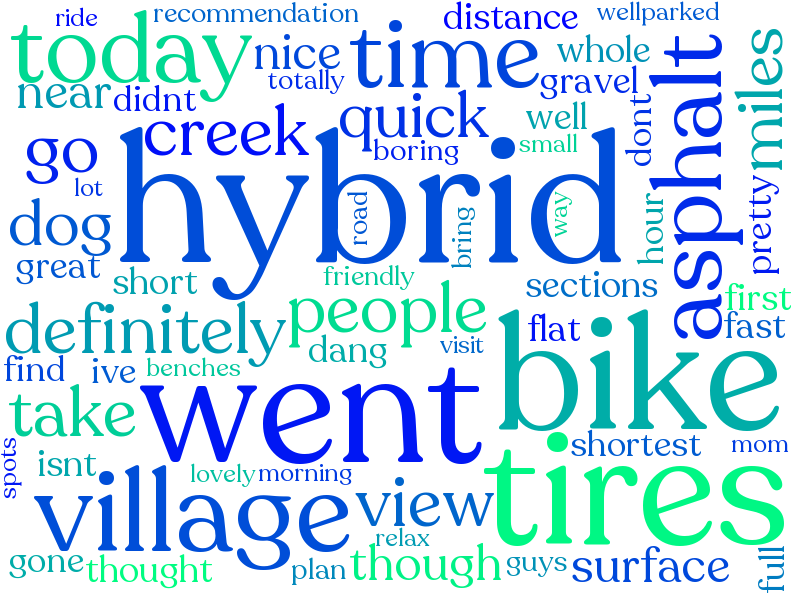 ride recommendation distance wellparked
today nice time whole asphalt miles
totally gravel
near didnt
creek quick well dont
go boring small
lot hybrid road bring way hour pretty
dog
great short friendly sections first
definitely people flat fast
dang visit bike
find ive benches
take went shortest mom
spots isnt lovely morning tires
village view
relax
gone thought plan though guys surface full